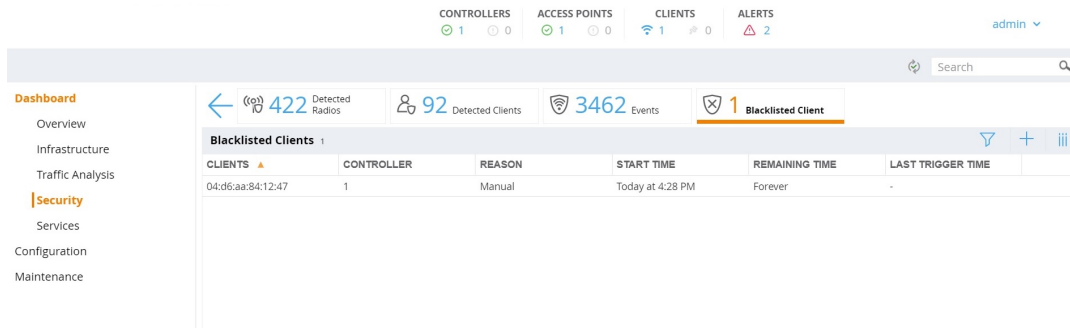 CONTROLLERS ACCESS POINTS CLIENTS ALERTS
1 0 1 0 1 0 2
admin
Search
Dashboard
Overview
Infrastructure
Traffic Analysis
Security
Services
Configuration
Maintenance
422 Detected Radios
92 Detected Clients
3462 Events
1 Blacklisted Client
Blacklisted Clients 1
CLIENTS CONTROLLER REASON START TIME REMAINING TIME LAST TRIGGER TIME
04:d6:aa:84:12:47 1 Manual Today at 4:28 PM Forever -